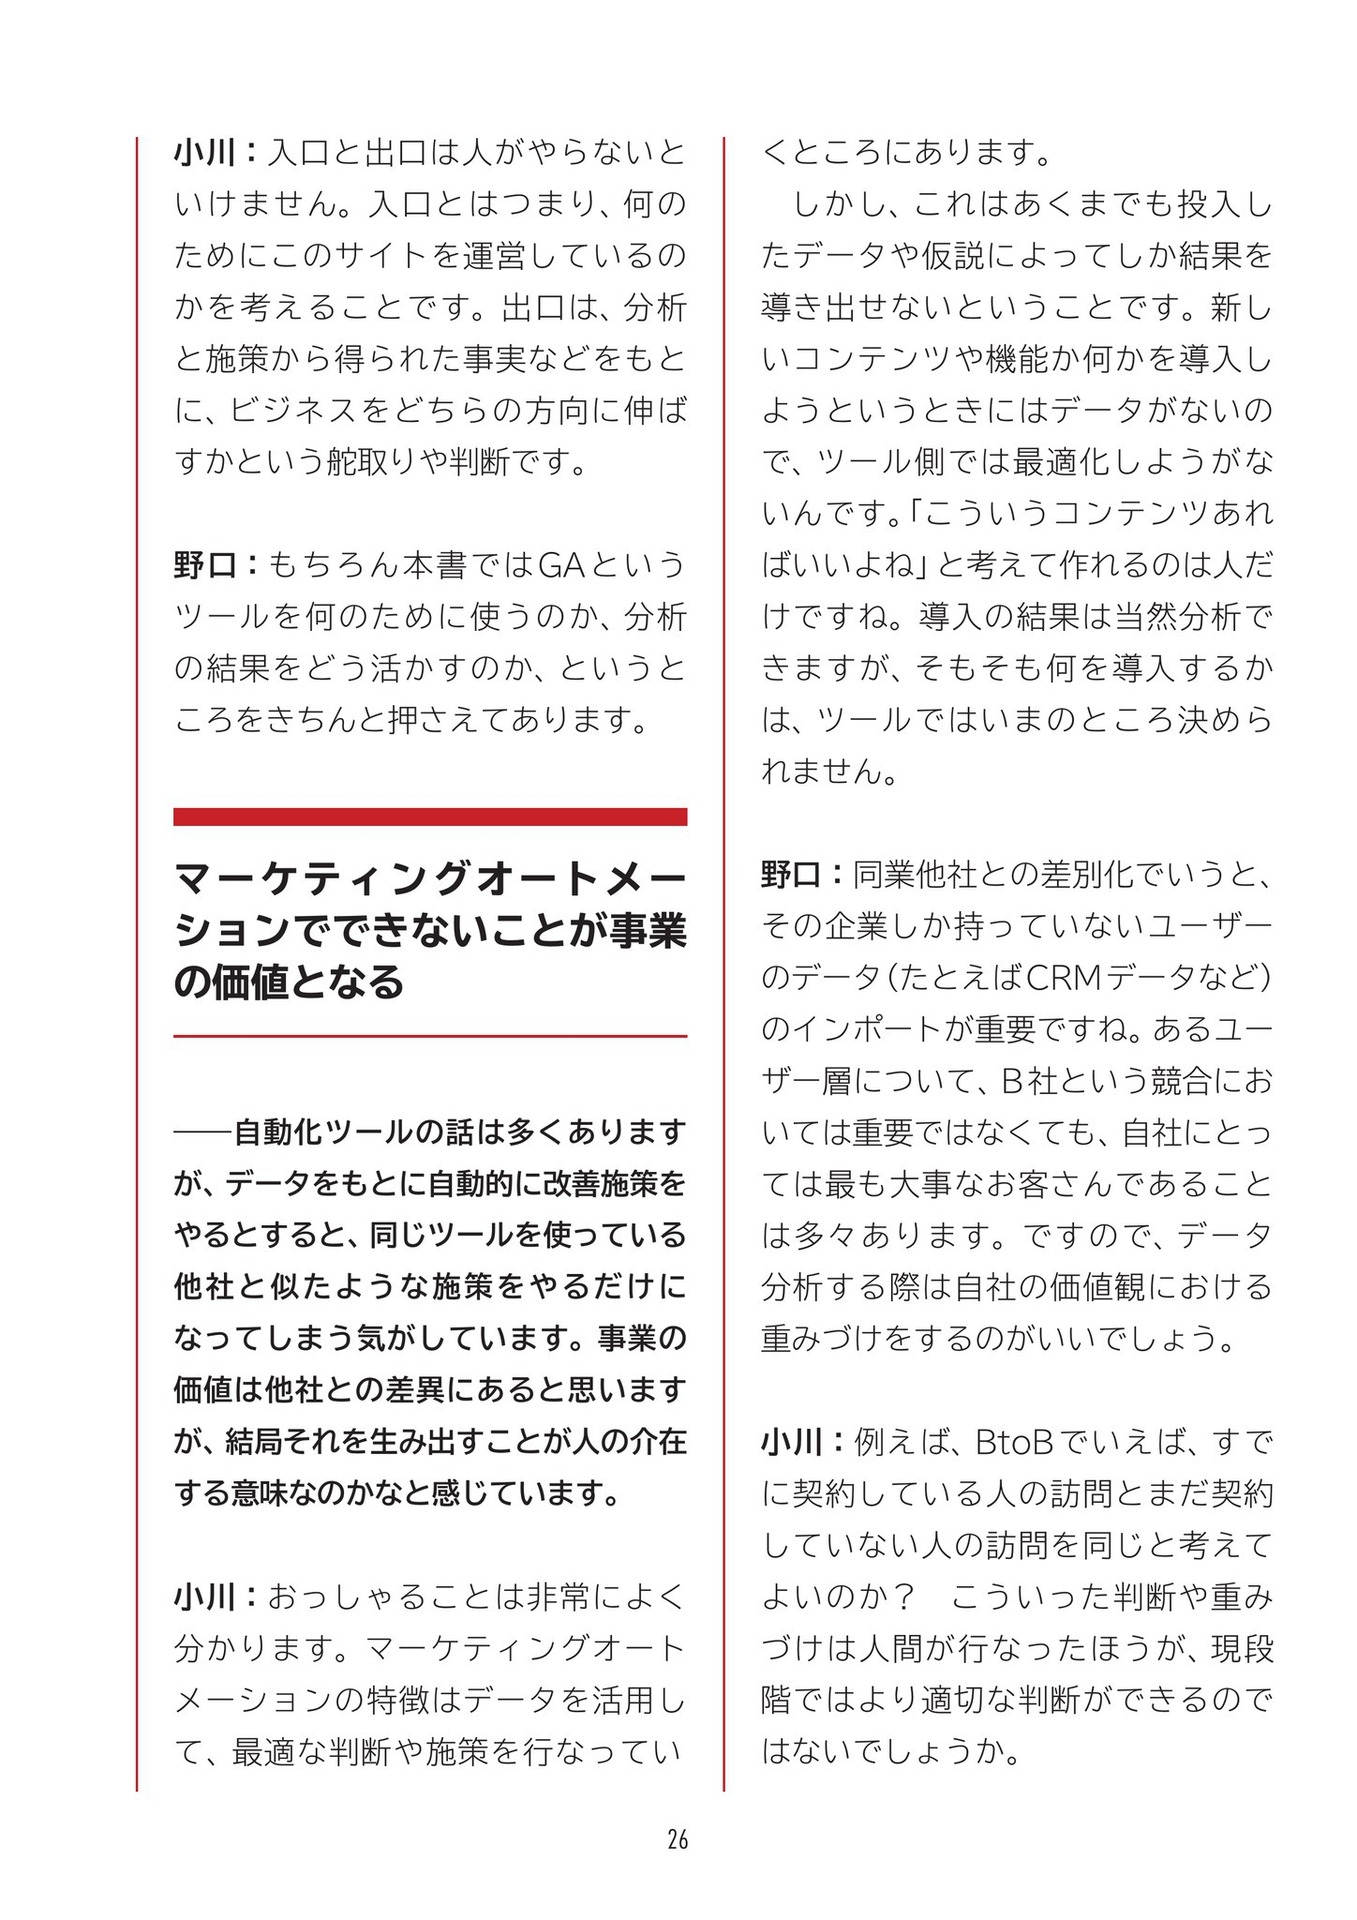 小川：入口と出口は人がやらないと
いけません。入口とはつまり、何の
ためにこのサイトを運営しているの
かを考えることです。出口は、分析
と施策から得られた事実などをもと
に、ビジネスをどちらの方向に伸ば
すかという舵取りや判断です。
野口：もちろん本書ではGAという
ツールを何のために使うのか、分析
の結果をどう活かすのか、というと
ころをきちんと押さえてあります。
マーケティングオートメー
ションでできないことが事業
の価値となる
――自動化ツールの話は多くあります
が、データをもとに自動的に改善施策を
やるとすると、同じツールを使っている
他社と似たような施策をやるだけに
なってしまう気がしています。事業の
価値は他社との差異にあると思います
が、結局それを生み出すことが人の介在
する意味なのかなと感じています。
小川：おっしゃることは非常によく
分かります。マーケティングオート
メーションの特徴はデータを活用し
て、最適な判断や施策を行なってい
くところにあります。
　しかし、これはあくまでも投入し
たデータや仮説によってしか結果を
導き出せないということです。新し
いコンテンツや機能か何かを導入し
ようというときにはデータがないの
で、ツール側では最適化しようがな
いんです。「こういうコンテンツあれ
ばいいよね」と考えて作れるのは人だ
けですね。導入の結果は当然分析で
きますが、そもそも何を導入するか
は、ツールではいまのところ決めら
れません。
野口：同業他社との差別化でいうと、
その企業しか持っていないユーザー
のデータ（たとえばCRMデータなど）
のインポートが重要ですね。あるユー
ザー層について、B社という競合にお
いては重要ではなくても、自社にとっ
ては最も大事なお客さんであること
は多々あります。ですので、データ
分析する際は自社の価値観における
重みづけをするのがいいでしょう。
小川：例えば、BtoBでいえば、すで
に契約している人の訪問とまだ契約
していない人の訪問を同じと考えて
よいのか？　こういった判断や重み
づけは人間が行なったほうが、現段
階ではより適切な判断ができるので
はないでしょうか。
26